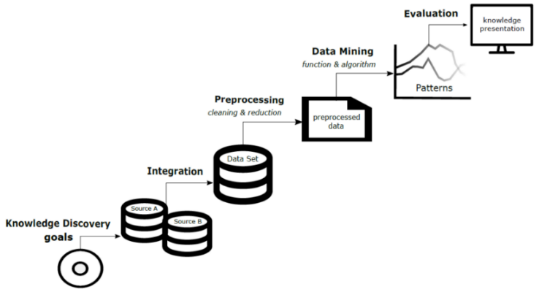 Evaluation
knowledge
presentation
Data Mining
function & algorithm
Patterns
Preprocessing
cleaning & reduction
preprocessed
data
Integration
Data Set
Source A
Source B
Knowledge Discovery
goals